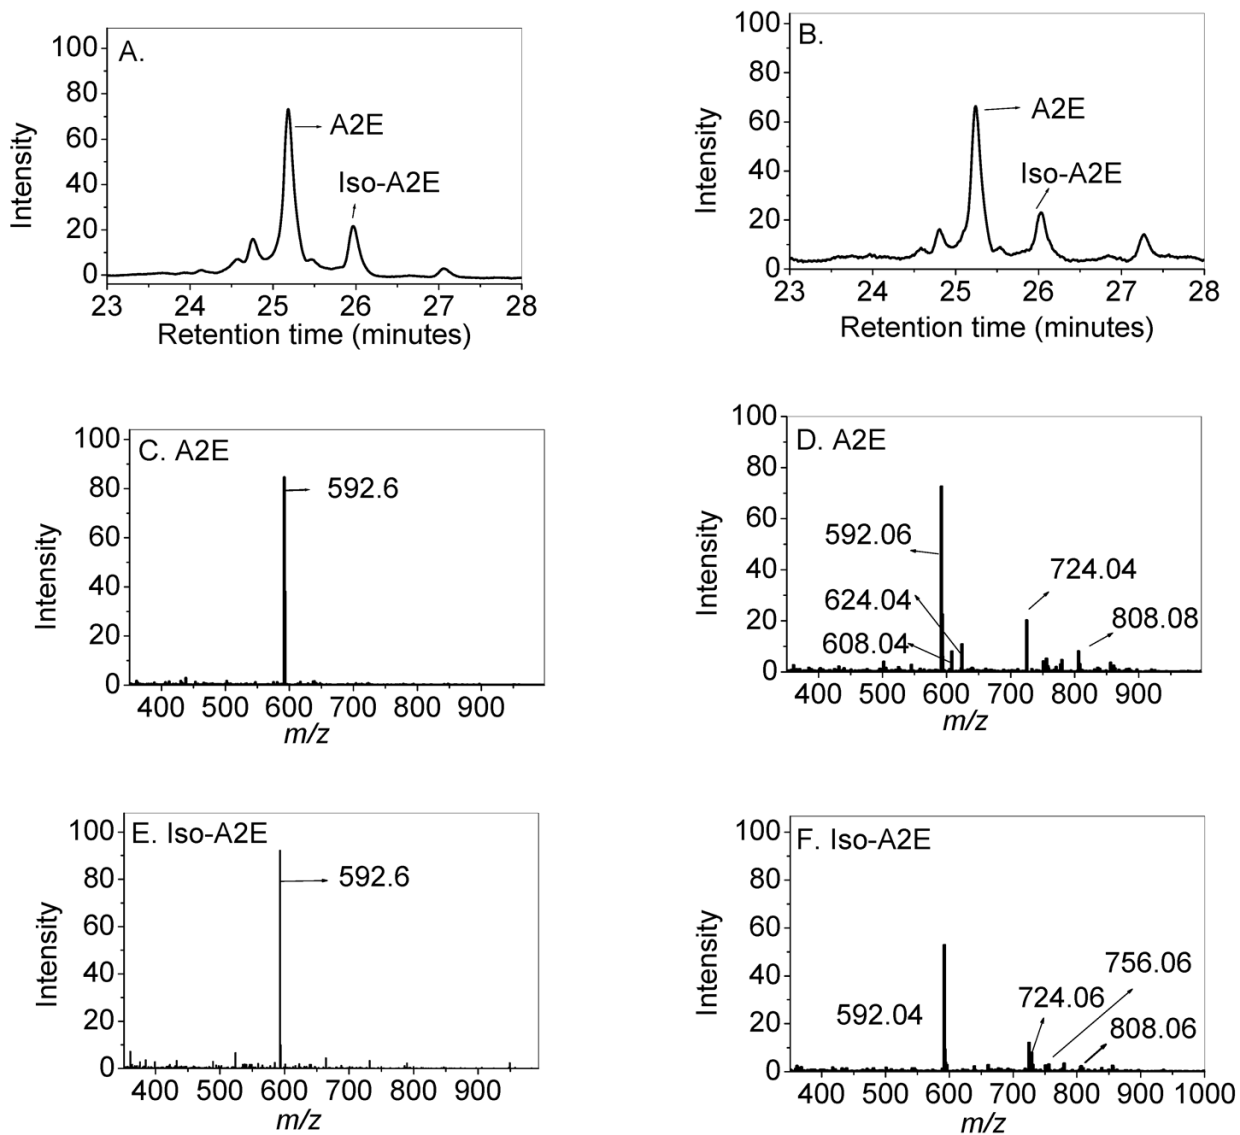 A.
100
80
60
40
20
0
Intensity
A2E
Iso-A2E
23 24 25 26 27 28
Retention time (minutes)
B.
100
80
60
40
20
0
Intensity
A2E
Iso-A2E
23 24 25 26 27 28
Retention time (minutes)
C. A2E
100
80
60
40
20
0
Intensity
592.6
400 500 600 700 800 900
m/z
D. A2E
100
80
60
40
20
0
Intensity
592.06
624.04
608.04
724.04
808.08
400 500 600 700 800 900
m/z
E. Iso-A2E
100
80
60
40
20
0
Intensity
592.6
400 500 600 700 800 900
m/z
F. Iso-A2E
100
80
60
40
20
0
Intensity
592.04
724.06
756.06
808.06
400 500 600 700 800 900 1000
m/z